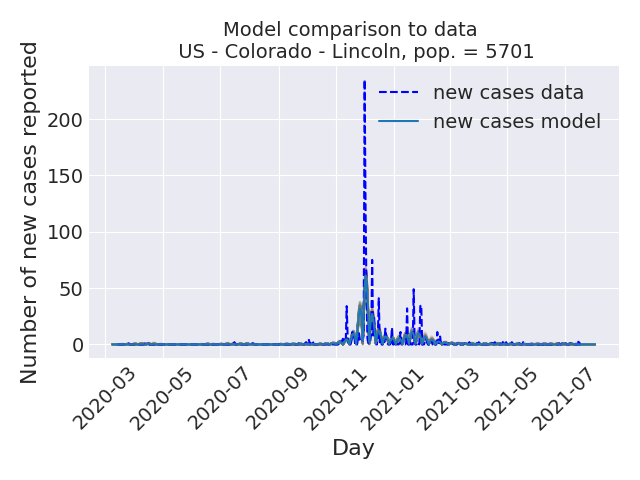 Model comparison to data
US - Colorado - Lincoln, pop. = 5701
new cases data
new cases model
Number of new cases reported
200
150
100
50
0
2020-03
2020-05
2020-07
2020-09
2020-11
2021-01
2021-03
2021-05
2021-07
Day